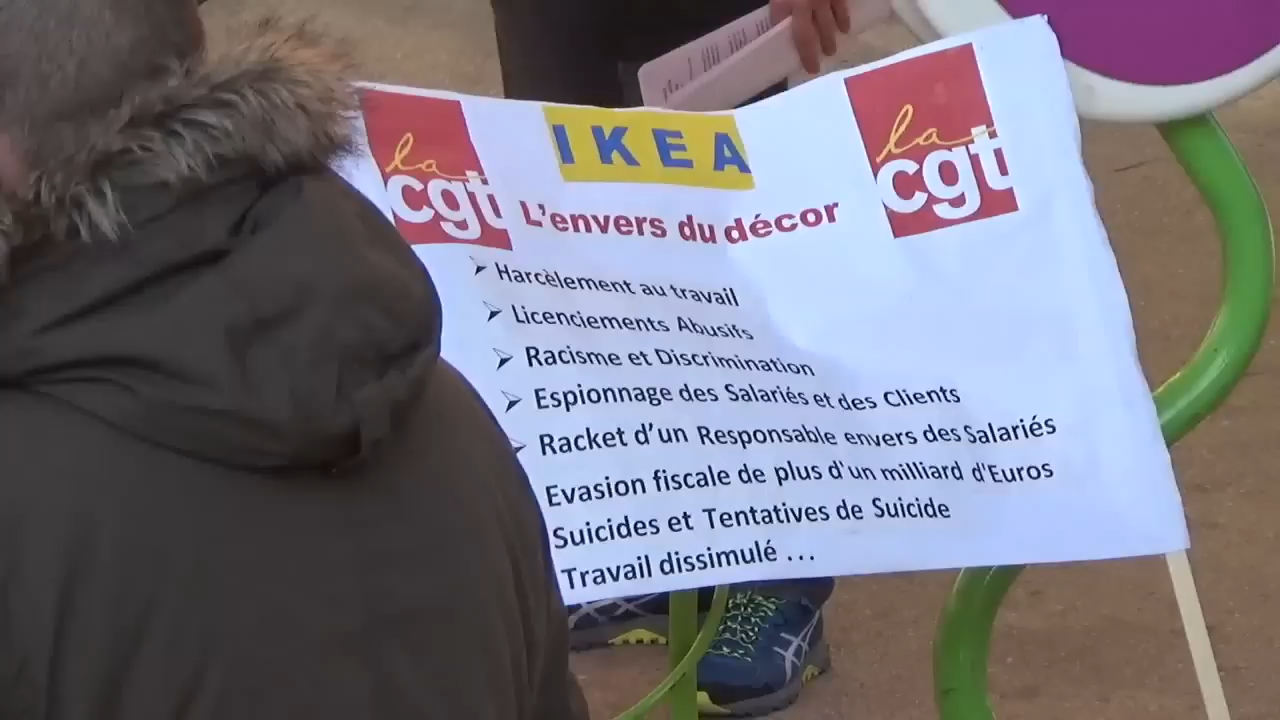 la cgt
IKEA
la cgt
L'envers du décor
Harcèlement au travail
Licenciements Abusifs
Racisme et Discrimination
Espionnage des Salariés et des Clients
Racket d'un Responsable envers des Salariés
Evasion fiscale de plus d'un milliard d'Euros
Suicides et Tentatives de Suicide
Travail dissimulé ...